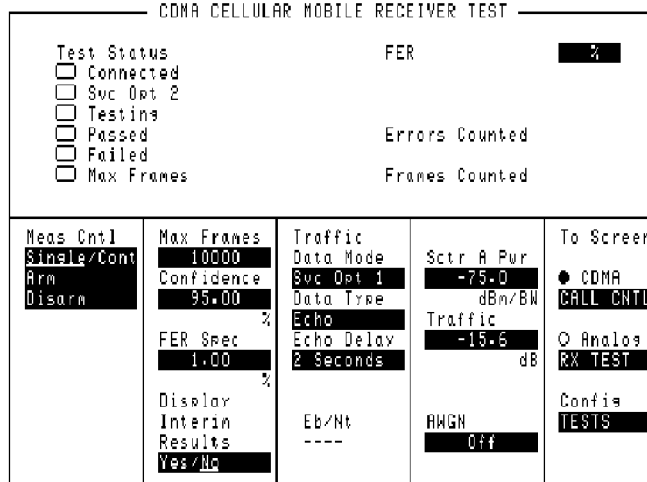 CDMA CELLULAR MOBILE RECEIVER TEST
Test Status
Connected
Svc Opt 2
Testing
Passed
Failed
Max Frames
FER
%
Errors Counted
Frames Counted
Meas Cntl
Single/Cont
Arm
Disarm
Max Frames
10000
Confidence
95.00
%
FER Spec
1.00
%
Display
Interim
Results
Yes/No
Traffic
Data Mode
Svc Opt 1
Data Type
Echo
Echo Delay
2 Seconds
Eb/Nt
----
Sctr A Pwr
-75.0
dBm/BW
Traffic
-15.6
dB
AWGN
Off
To Screen
CDMA
CALL CNTL
Analog
RX TEST
Config
TESTS